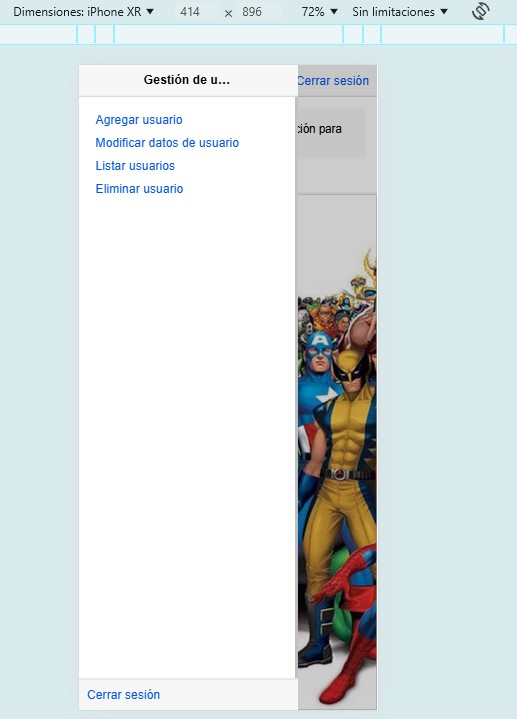 Dimensiones: iPhone XR ▼ 414 × 896 72% ▼ Sin limitaciones ▼
Gestión de u...
Cerrar sesión
Agregar usuario
ción para
Modificar datos de usuario
Listar usuarios
Eliminar usuario
A
Cerrar sesión